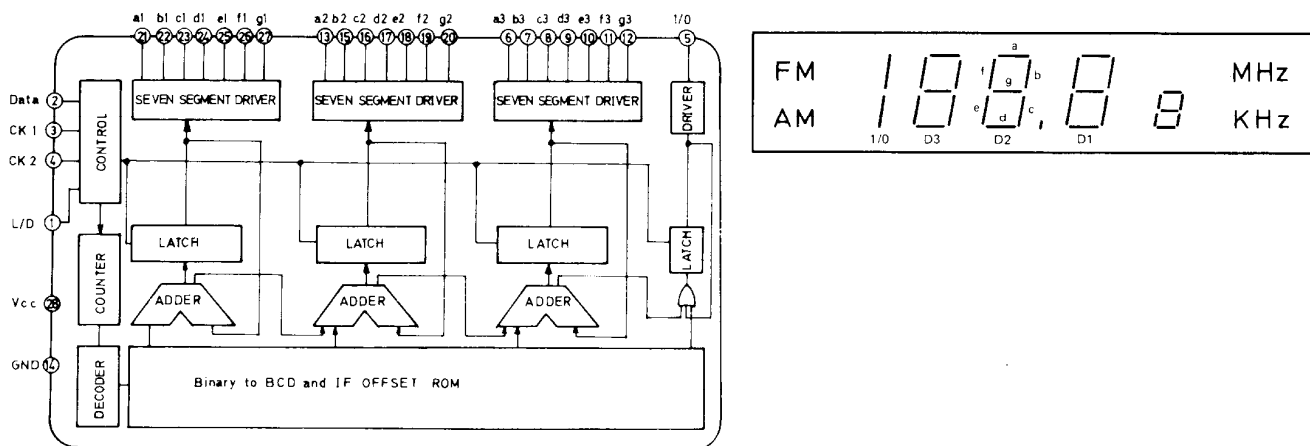 a1 b1 c1 d1 e1 f1 g1 a2 b2 c2 d2 e2 f2 g2 a3 b3 c3 d3 e3 f3 g3 1/0
21 22 23 24 25 26 27 13 15 16 17 18 19 20 6 7 8 9 10 11 12 5
SEVEN SEGMENT DRIVER SEVEN SEGMENT DRIVER SEVEN SEGMENT DRIVER DRIVER
Data 2
CK 1 3
CK 2 4
L/D 1
CONTROL
LATCH LATCH LATCH LATCH
COUNTER
Vcc 28
ADDER ADDER ADDER
GND 14
DECODER
Binary to BCD and IF OFFSET ROM
FM 188 8 MHz
AM , 8 KHz
a
f b
g
e c
d
1/0 D3 D2 D1